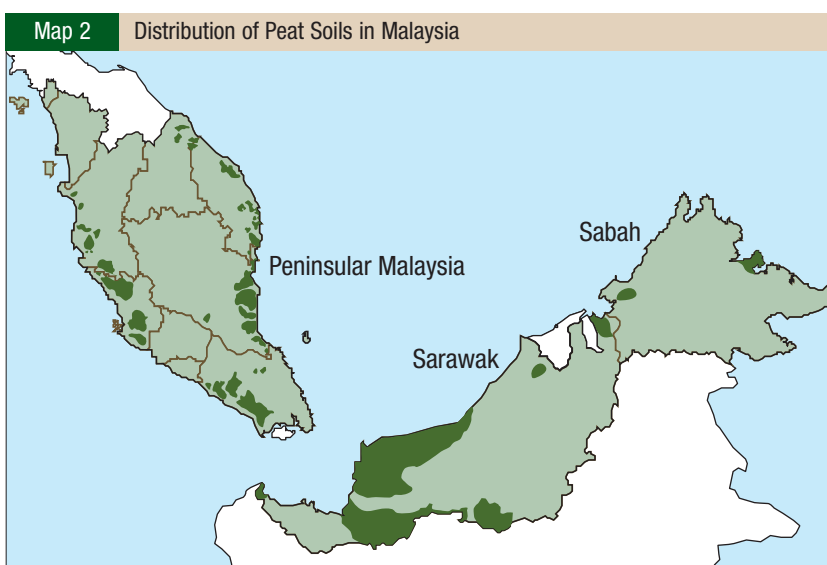 Map 2
Distribution of Peat Soils in Malaysia
Sabah
Peninsular Malaysia
Sarawak